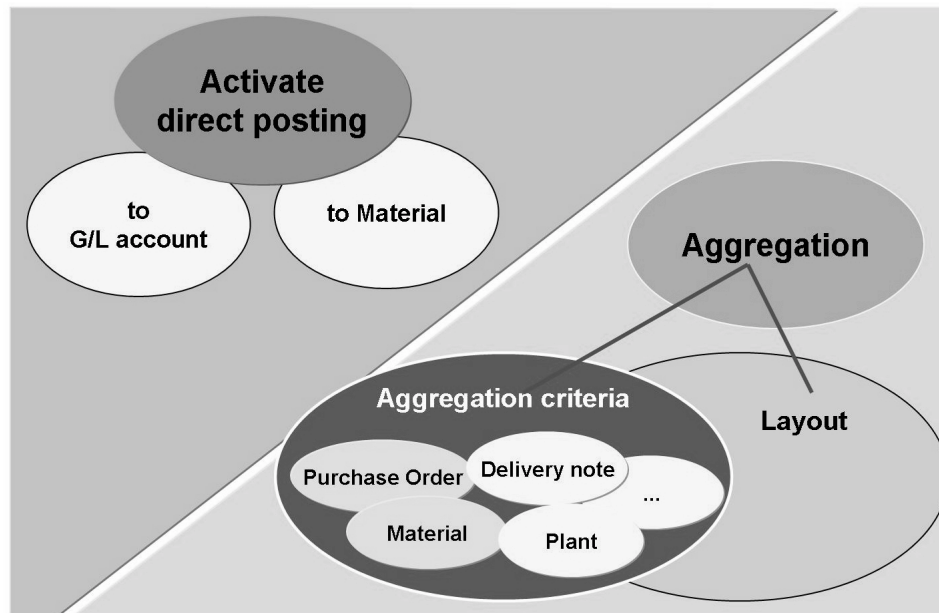 Activate
direct posting
to
G/L account
to Material
Aggregation
Aggregation criteria
Layout
Purchase Order
Delivery note
...
Material
Plant